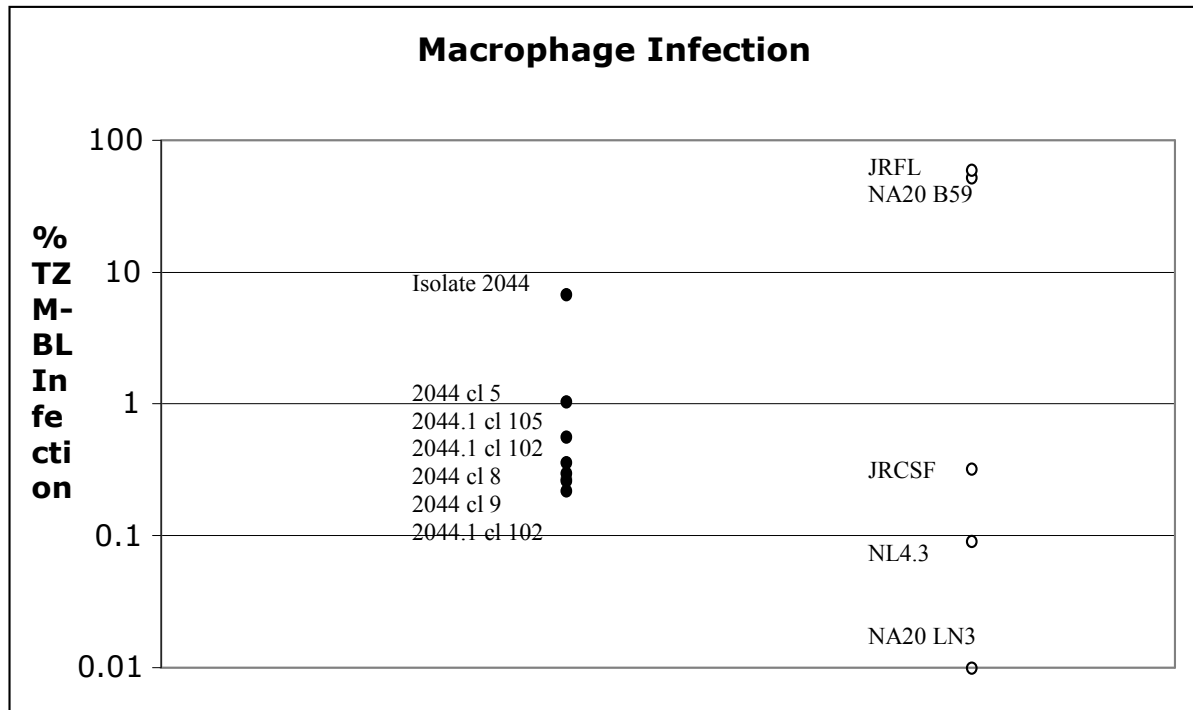 Macrophage Infection
100
10
1
0.1
0.01
%
TZ
M-
BL
In
fe
cti
on
Isolate 2044
2044 cl 5
2044.1 cl 105
2044.1 cl 102
2044 cl 8
2044 cl 9
2044.1 cl 102
JRFL
NA20 B59
JRCSF
NL4.3
NA20 LN3